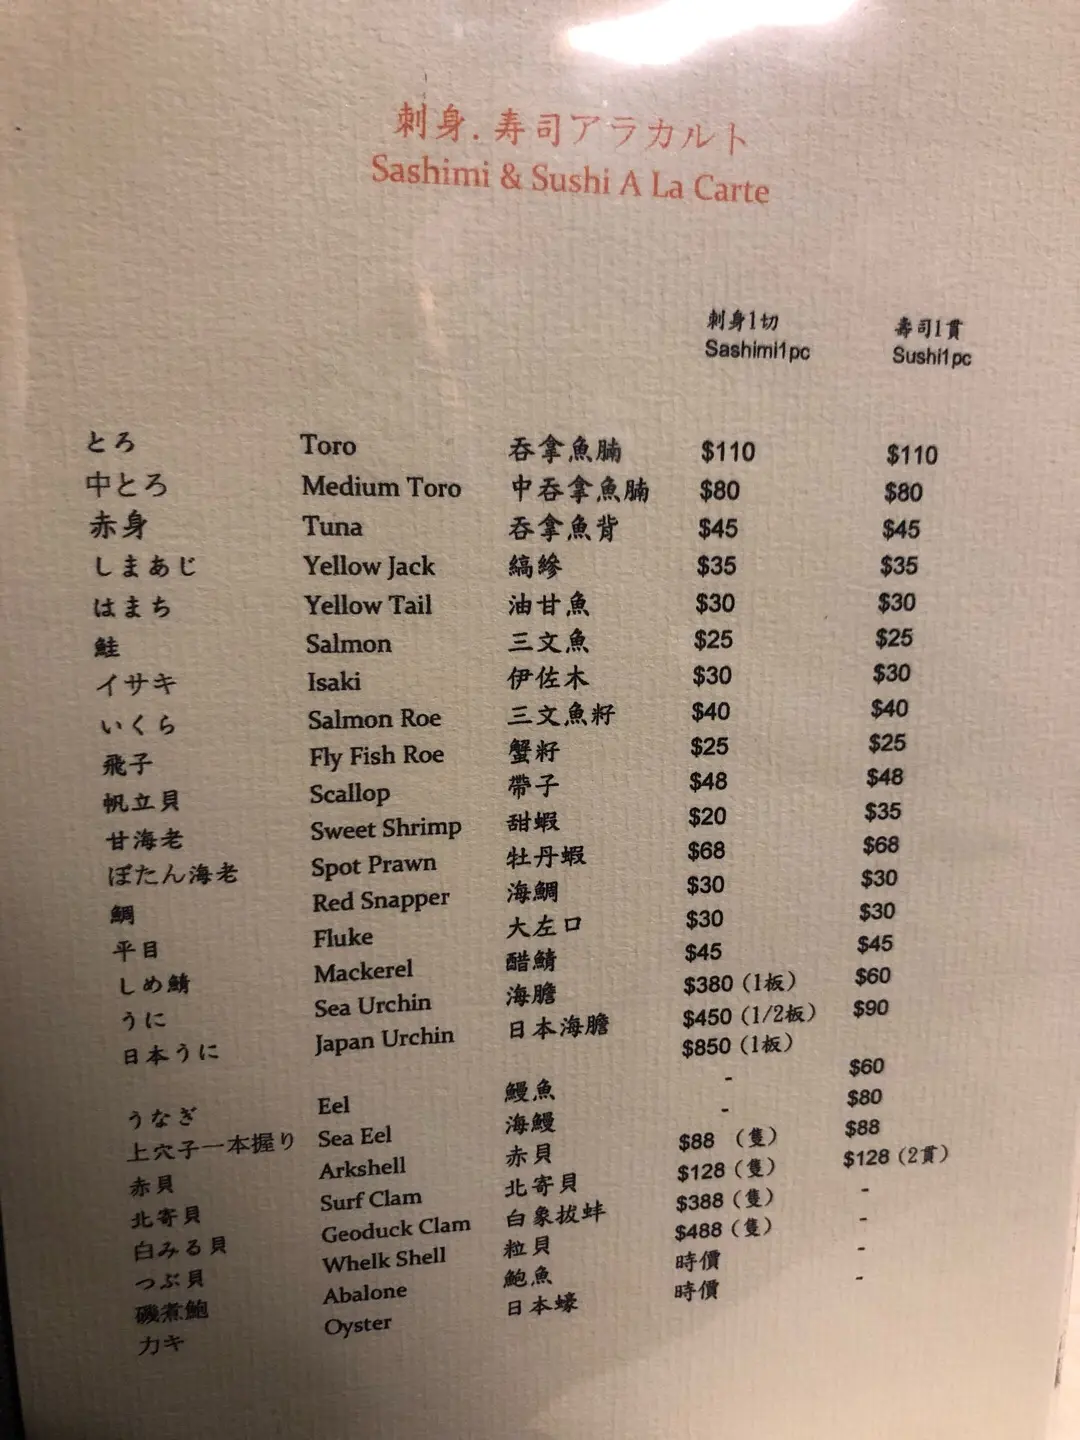 刺身.寿司アラカルト
Sashimi & Sushi A La Carte
刺身1切 壽司1貫
Sashimi1pc Sushi1pc
とろ Toro 吞拿魚腩 $110 $110
中とろ Medium Toro 中吞拿魚腩 $80 $80
赤身 Tuna 吞拿魚背 $45 $45
しまあじ Yellow Jack 縞鰺 $35 $35
はまち Yellow Tail 油甘魚 $30 $30
鮭 Salmon 三文魚 $25 $25
イサキ Isaki 伊佐木 $30 $30
いくら Salmon Roe 三文魚籽 $40 $40
飛子 Fly Fish Roe 蟹籽 $25 $25
帆立貝 Scallop 帶子 $48 $48
甘海老 Sweet Shrimp 甜蝦 $20 $35
ぼたん海老 Spot Prawn 牡丹蝦 $68 $68
鯛 Red Snapper 海鯛 $30 $30
平目 Fluke 大左口 $30 $30
しめ鯖 Mackerel 醋鯖 $45 $45
うに Sea Urchin 海膽 $380 (1板) $60
日本うに Japan Urchin 日本海膽 $450 (1/2板) $90
$850 (1板)
うなぎ Eel 鰻魚 - $60
上穴子一本握り Sea Eel 海鰻 - $80
赤貝 Arkshell 赤貝 $88 (隻) $88
北寄貝 Surf Clam 北寄貝 $128 (隻) $128 (2貫)
白みる貝 Geoduck Clam 白象拔蚌 $388 (隻) -
つぶ貝 Whelk Shell 粒貝 $488 (隻) -
磯煮鮑 Abalone 鮑魚 時價 -
カキ Oyster 日本蠔 時價 -